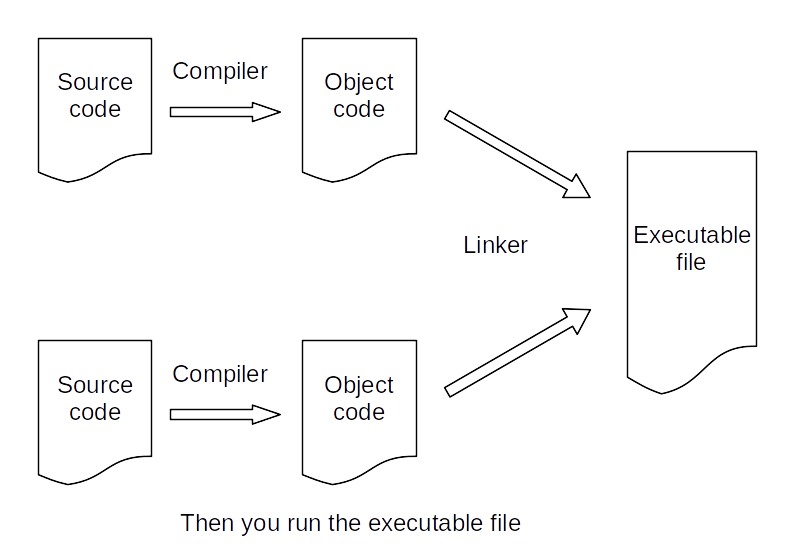 Source
code
Compiler
Object
code
Linker
Executable
file
Source
code
Compiler
Object
code
Then you run the executable file